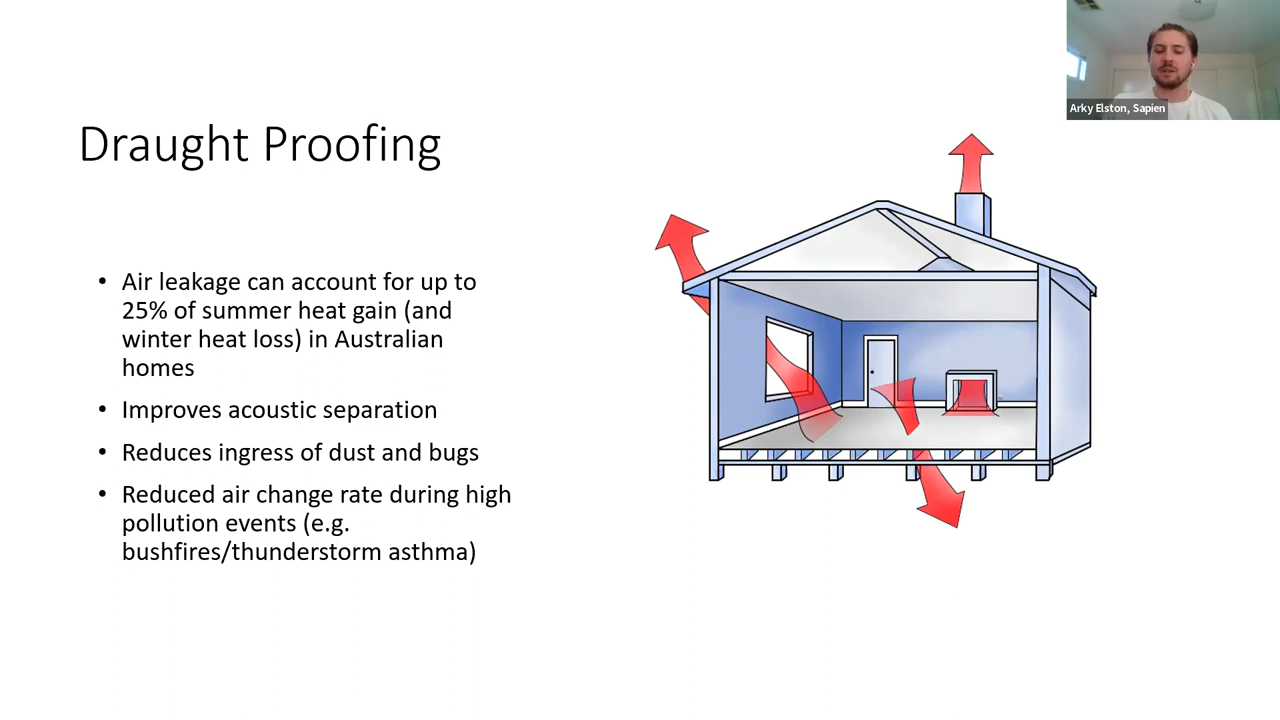 Arky Elston, Sapien
Draught Proofing
• Air leakage can account for up to
25% of summer heat gain (and
winter heat loss) in Australian
homes
• Improves acoustic separation
• Reduces ingress of dust and bugs
• Reduced air change rate during high
pollution events (e.g.
bushfires/thunderstorm asthma)